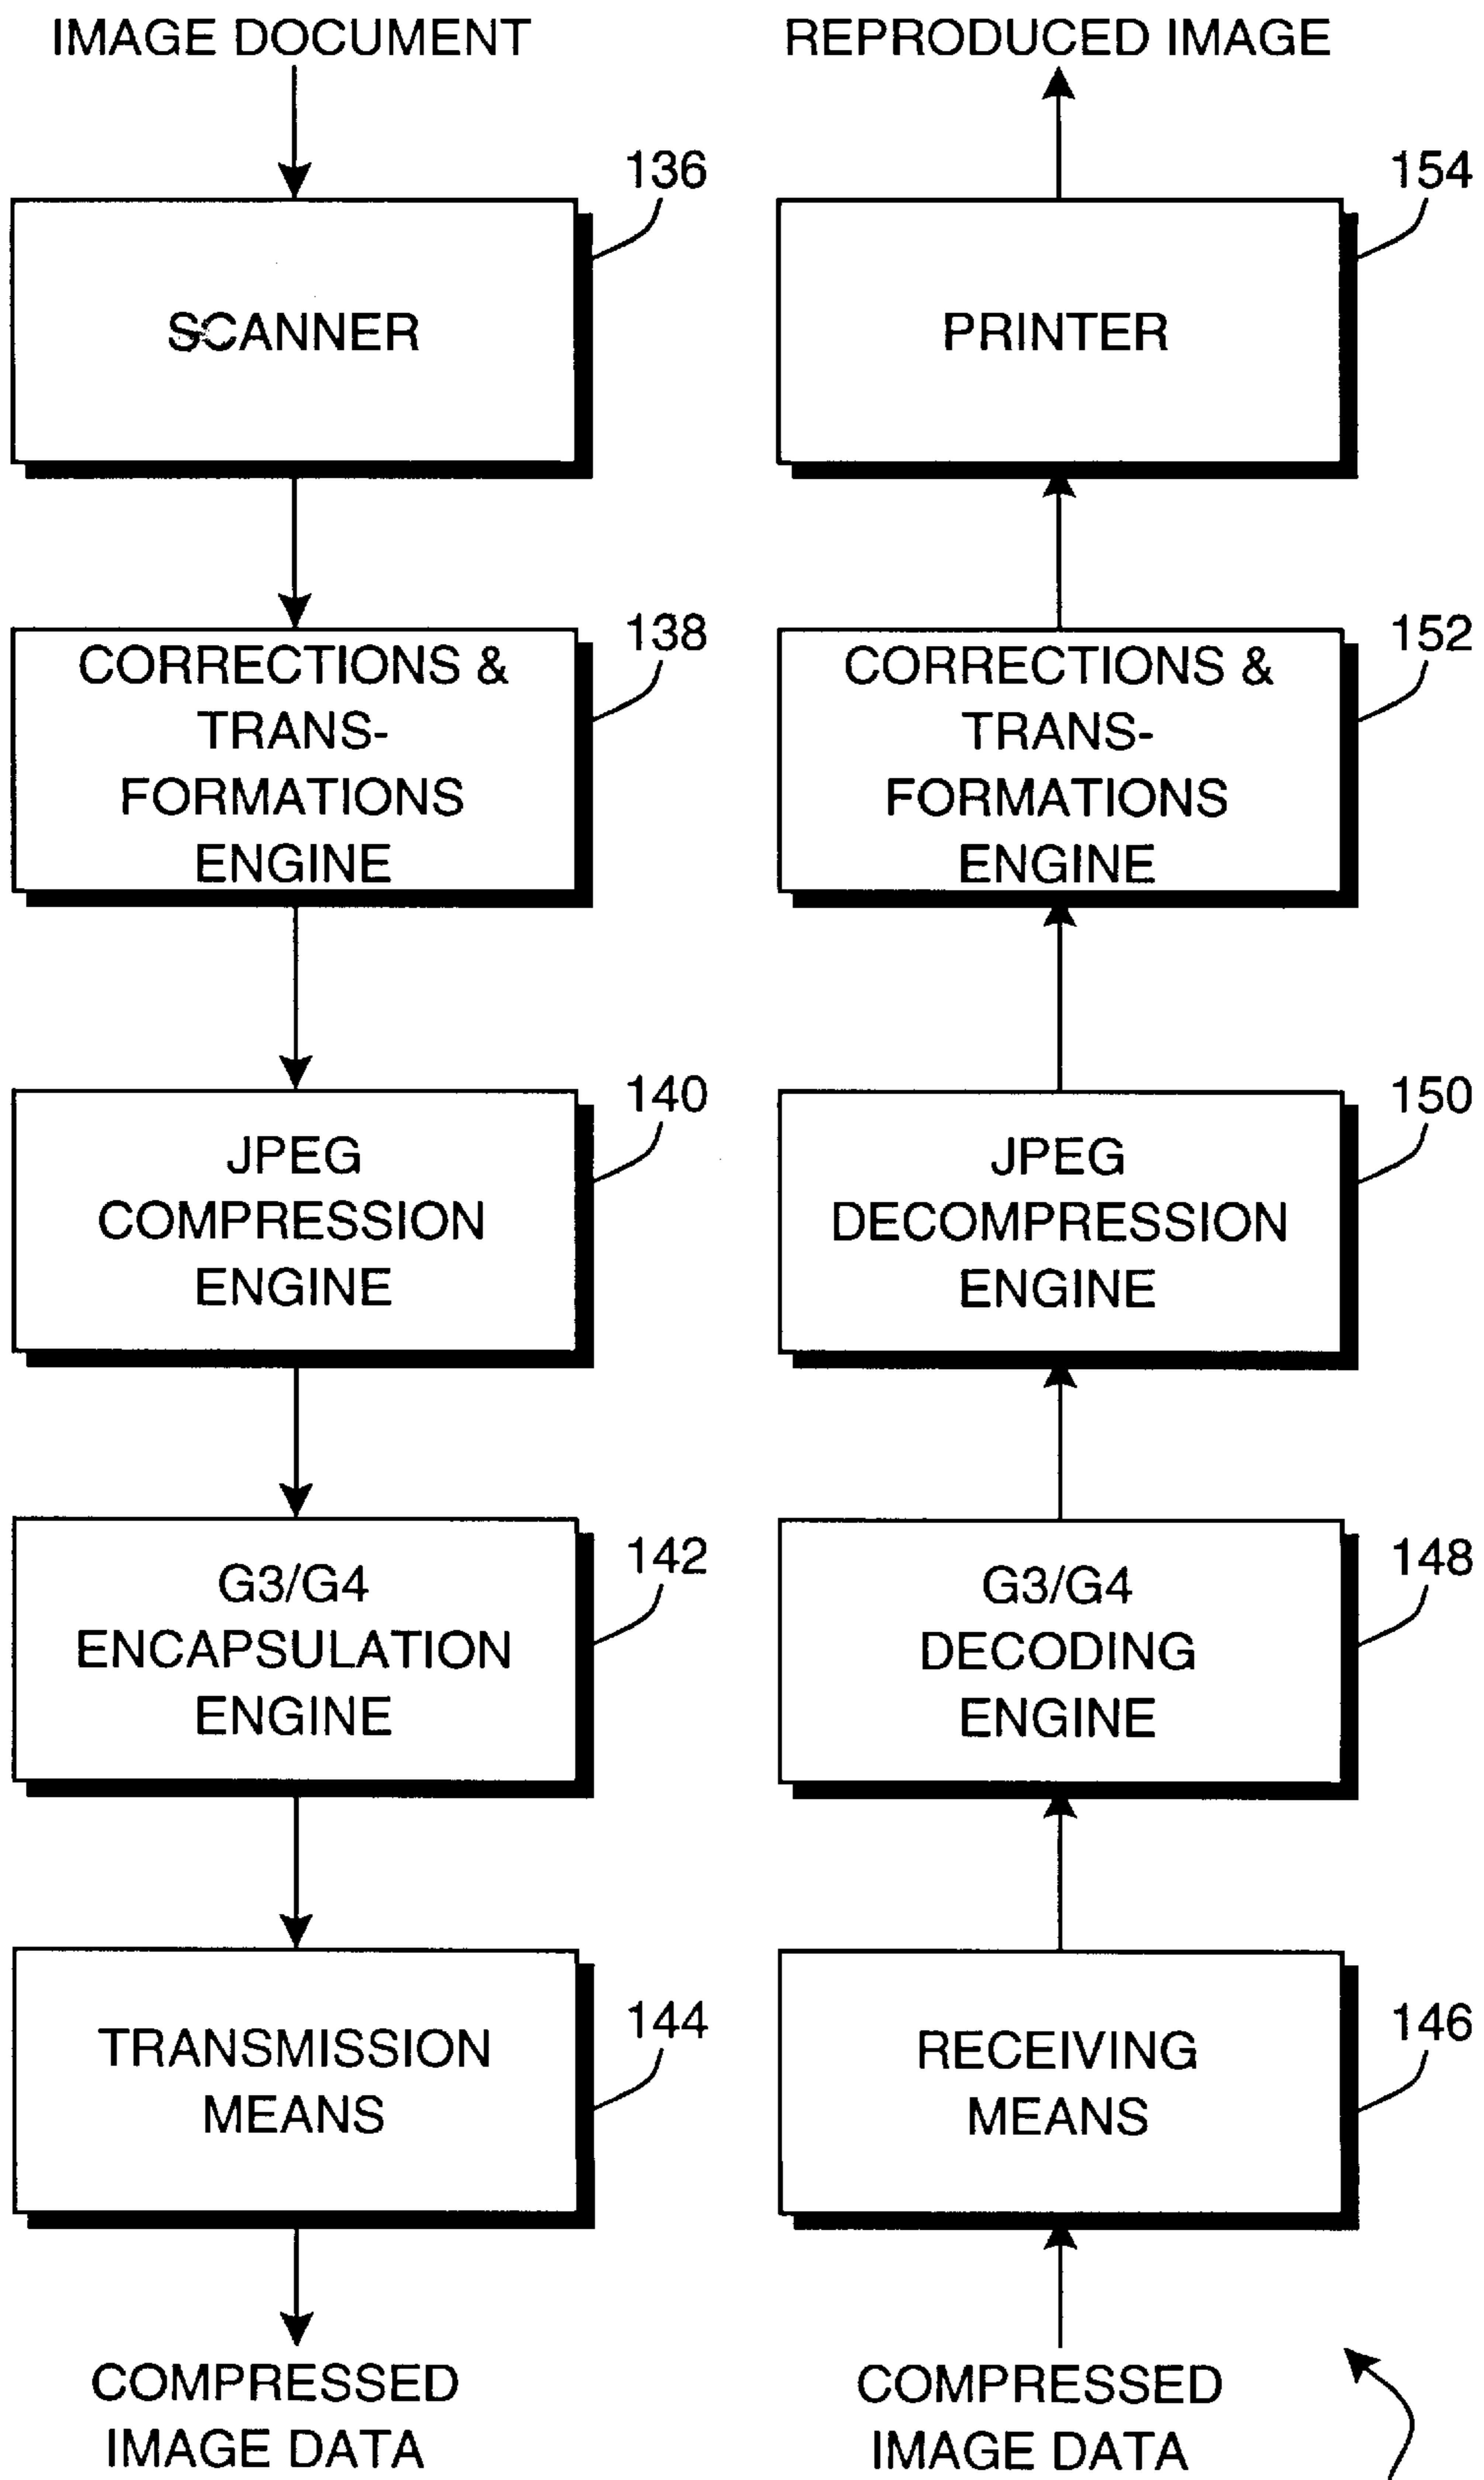 IMAGE DOCUMENT
136
SCANNER
138
CORRECTIONS &
TRANS-
FORMATIONS
ENGINE
140
JPEG
COMPRESSION
ENGINE
142
G3/G4
ENCAPSULATION
ENGINE
144
TRANSMISSION
MEANS
COMPRESSED
IMAGE DATA
REPRODUCED IMAGE
154
PRINTER
152
CORRECTIONS &
TRANS-
FORMATIONS
ENGINE
150
JPEG
DECOMPRESSION
ENGINE
148
G3/G4
DECODING
ENGINE
146
RECEIVING
MEANS
COMPRESSED
IMAGE DATA